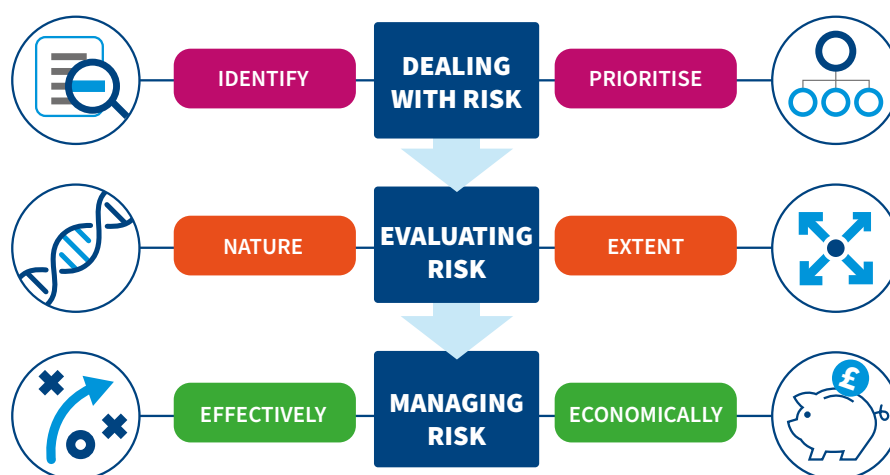 IDENTIFY
DEALING
WITH RISK
PRIORITISE
NATURE
EVALUATING
RISK
EXTENT
EFFECTIVELY
MANAGING
RISK
ECONOMICALLY
£